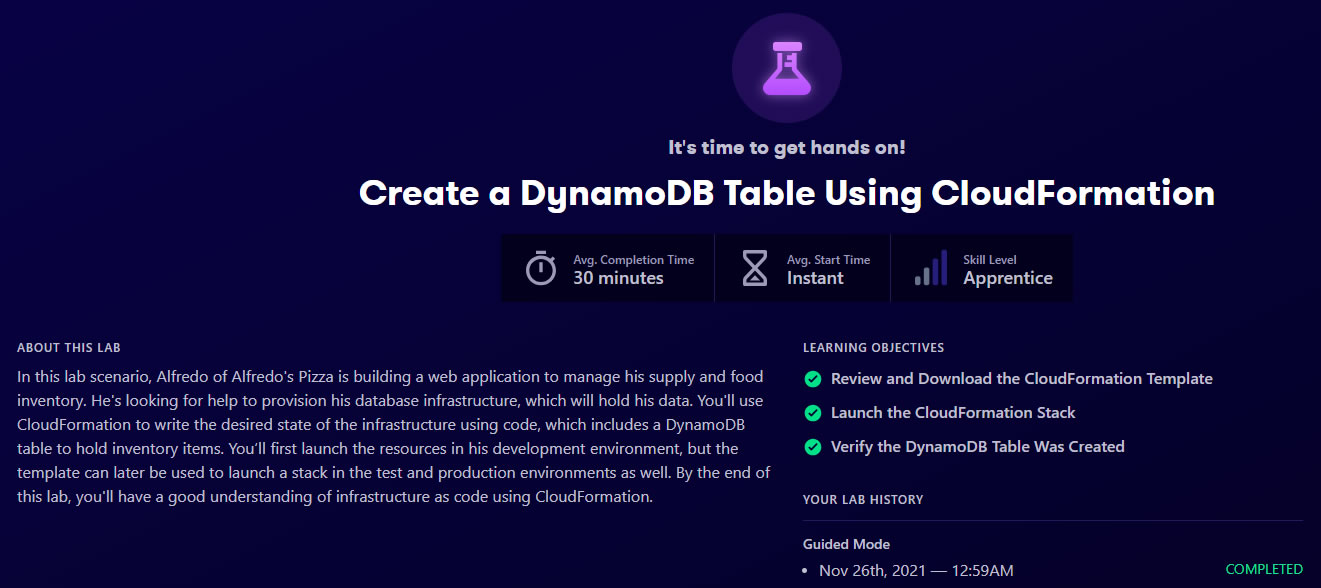 It's time to get hands on!
Create a DynamoDB Table Using CloudFormation
Avg. Completion Time
30 minutes
Avg. Start Time
Instant
Skill Level
Apprentice
ABOUT THIS LAB
In this lab scenario, Alfredo of Alfredo's Pizza is building a web application to manage his supply and food
inventory. He's looking for help to provision his database infrastructure, which will hold his data. You'll use
CloudFormation to write the desired state of the infrastructure using code, which includes a DynamoDB
table to hold inventory items. You’ll first launch the resources in his development environment, but the
template can later be used to launch a stack in the test and production environments as well. By the end of
this lab, you'll have a good understanding of infrastructure as code using CloudFormation.
LEARNING OBJECTIVES
Review and Download the CloudFormation Template
Launch the CloudFormation Stack
Verify the DynamoDB Table Was Created
YOUR LAB HISTORY
Guided Mode
• Nov 26th, 2021 — 12:59AM COMPLETED